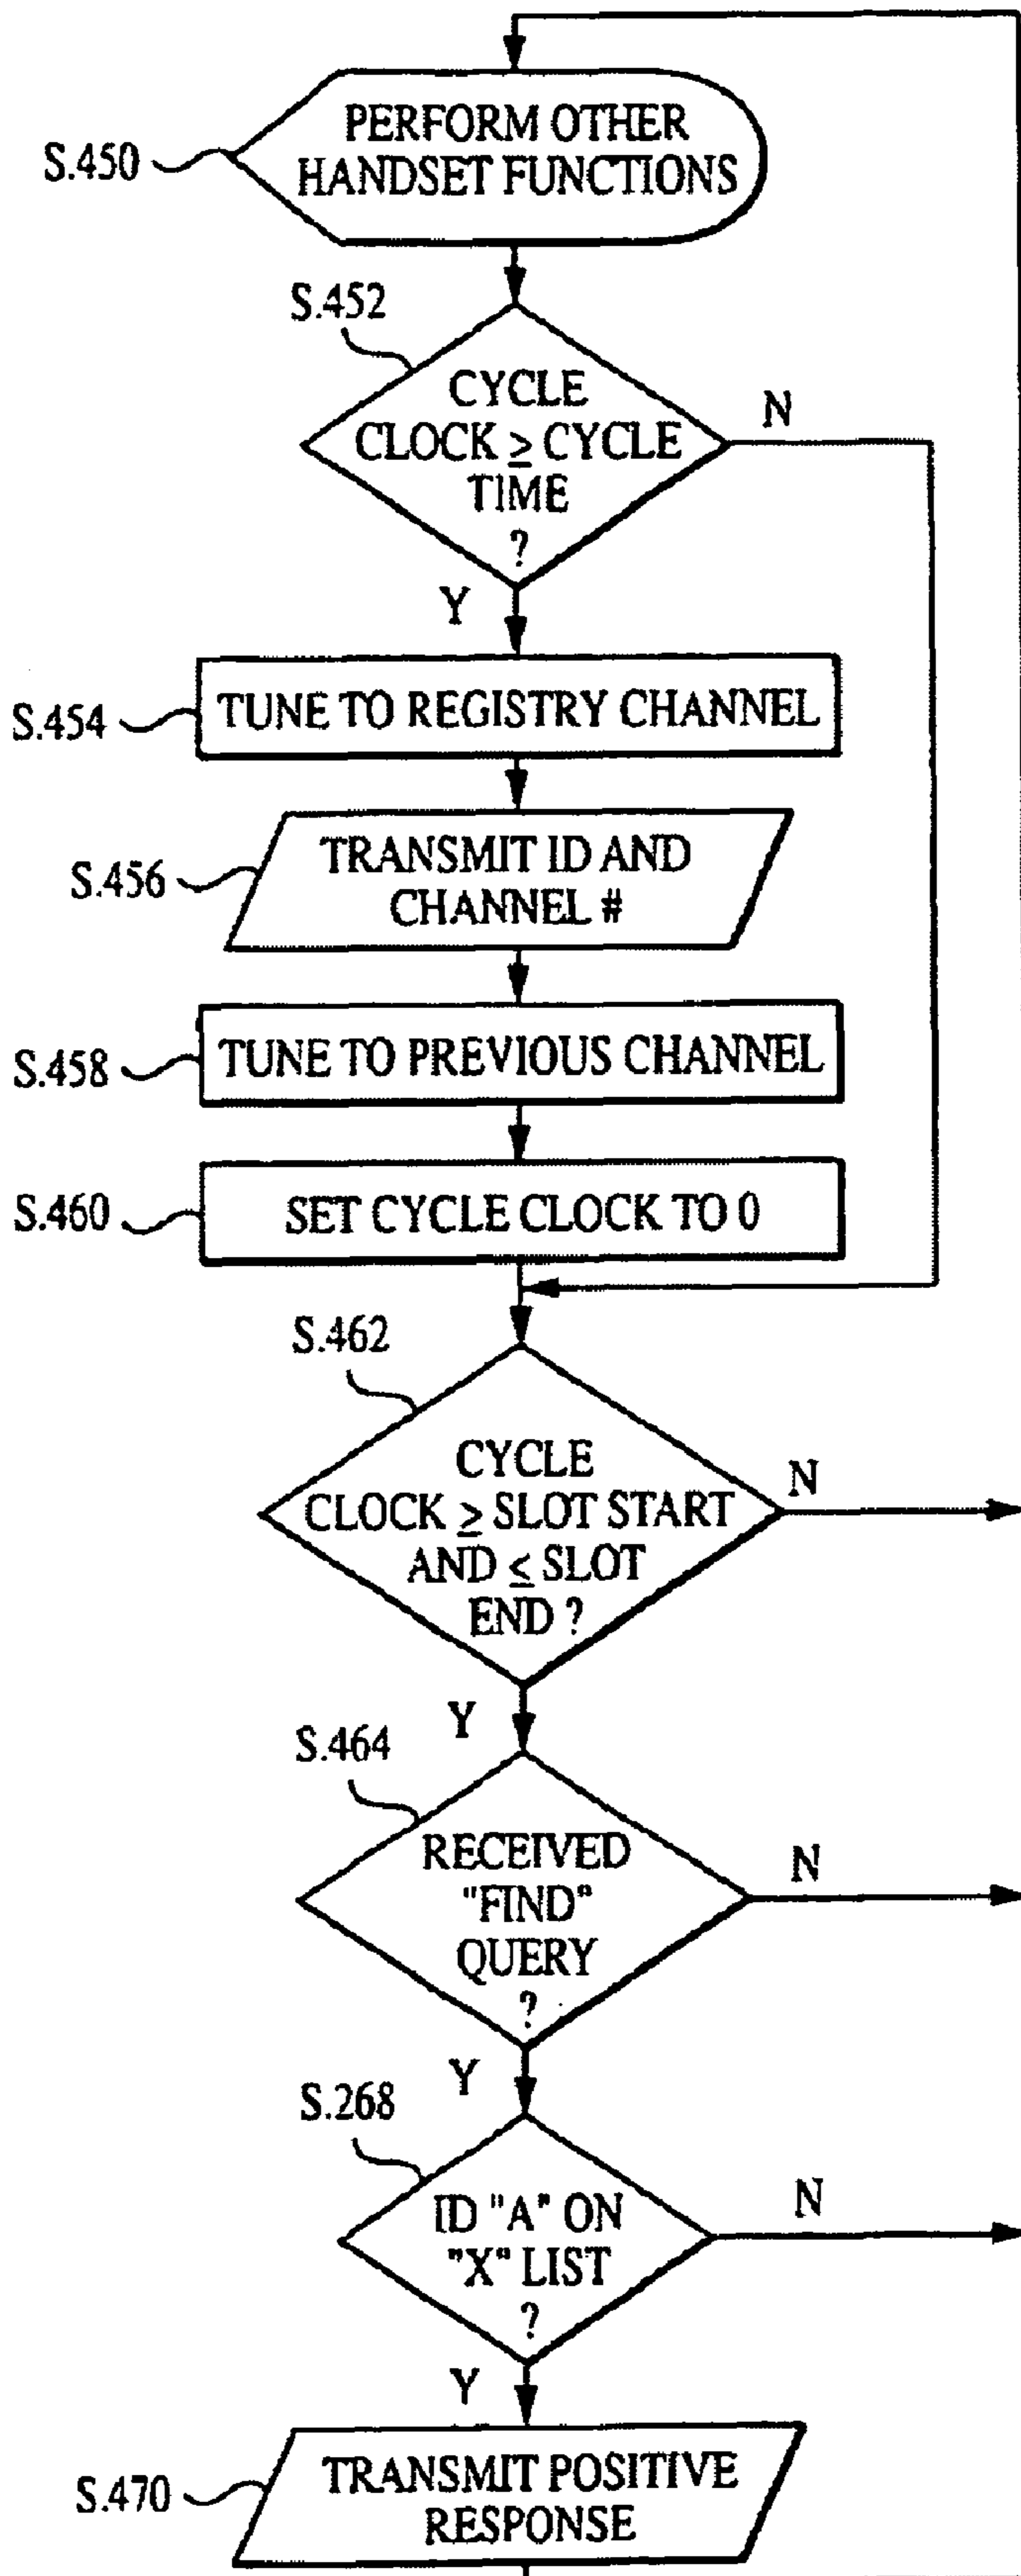 PERFORM OTHER
HANDSET FUNCTIONS
S.450
S.452
CYCLE
CLOCK ≥ CYCLE
TIME
?
N
Y
S.454
TUNE TO REGISTRY CHANNEL
S.456
TRANSMIT ID AND
CHANNEL #
S.458
TUNE TO PREVIOUS CHANNEL
S.460
SET CYCLE CLOCK TO 0
S.462
CYCLE
CLOCK ≥ SLOT START
AND ≤ SLOT
END ?
N
Y
S.464
RECEIVED
"FIND"
QUERY
?
N
Y
S.268
ID "A" ON
"X" LIST
?
N
Y
S.470
TRANSMIT POSITIVE
RESPONSE